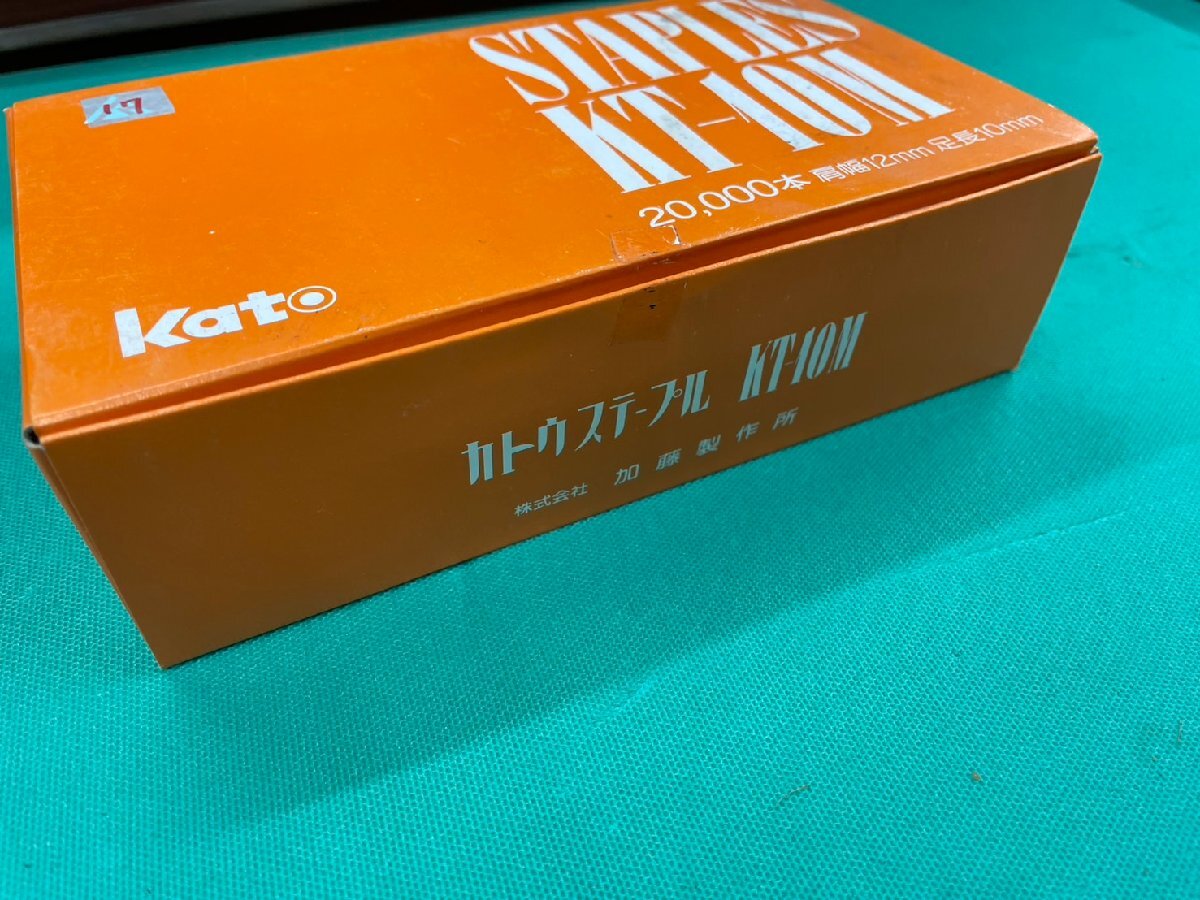 17
STAPLES
KT-10M
20,000本 肩幅12mm 足長10mm
Kato
カトウステープル KT-10M
株式会社 加藤製作所